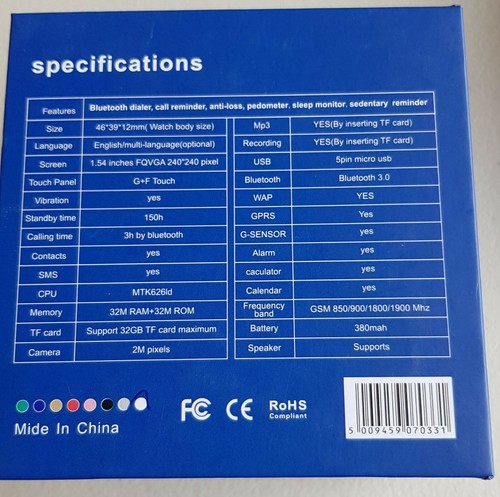 specifications
Features Bluetooth dialer, call reminder, anti-loss, pedometer. sleep monitor. sedentary reminder
Size 46*39*12mm( Watch body size)
Language English/multi-language(optional)
Screen 1.54 inches FQVGA 240*240 pixel
Touch Panel G+F Touch
Vibration yes
Standby time 150h
Calling time 3h by bluetooth
Contacts yes
SMS yes
CPU MTK626ld
Memory 32M RAM+32M ROM
TF card Support 32GB TF card maximum
Camera 2M pixels
Mp3 YES(By inserting TF card)
Recording YES(By inserting TF card)
USB 5pin micro usb
Bluetooth Bluetooth 3.0
WAP YES
GPRS Yes
G-SENSOR yes
Alarm yes
caculator yes
Calendar yes
Frequency band GSM 850/900/1800/1900 Mhz
Battery 380mah
Speaker Supports
FC CE RoHS
Compliant
Mide In China
5 009459 070331